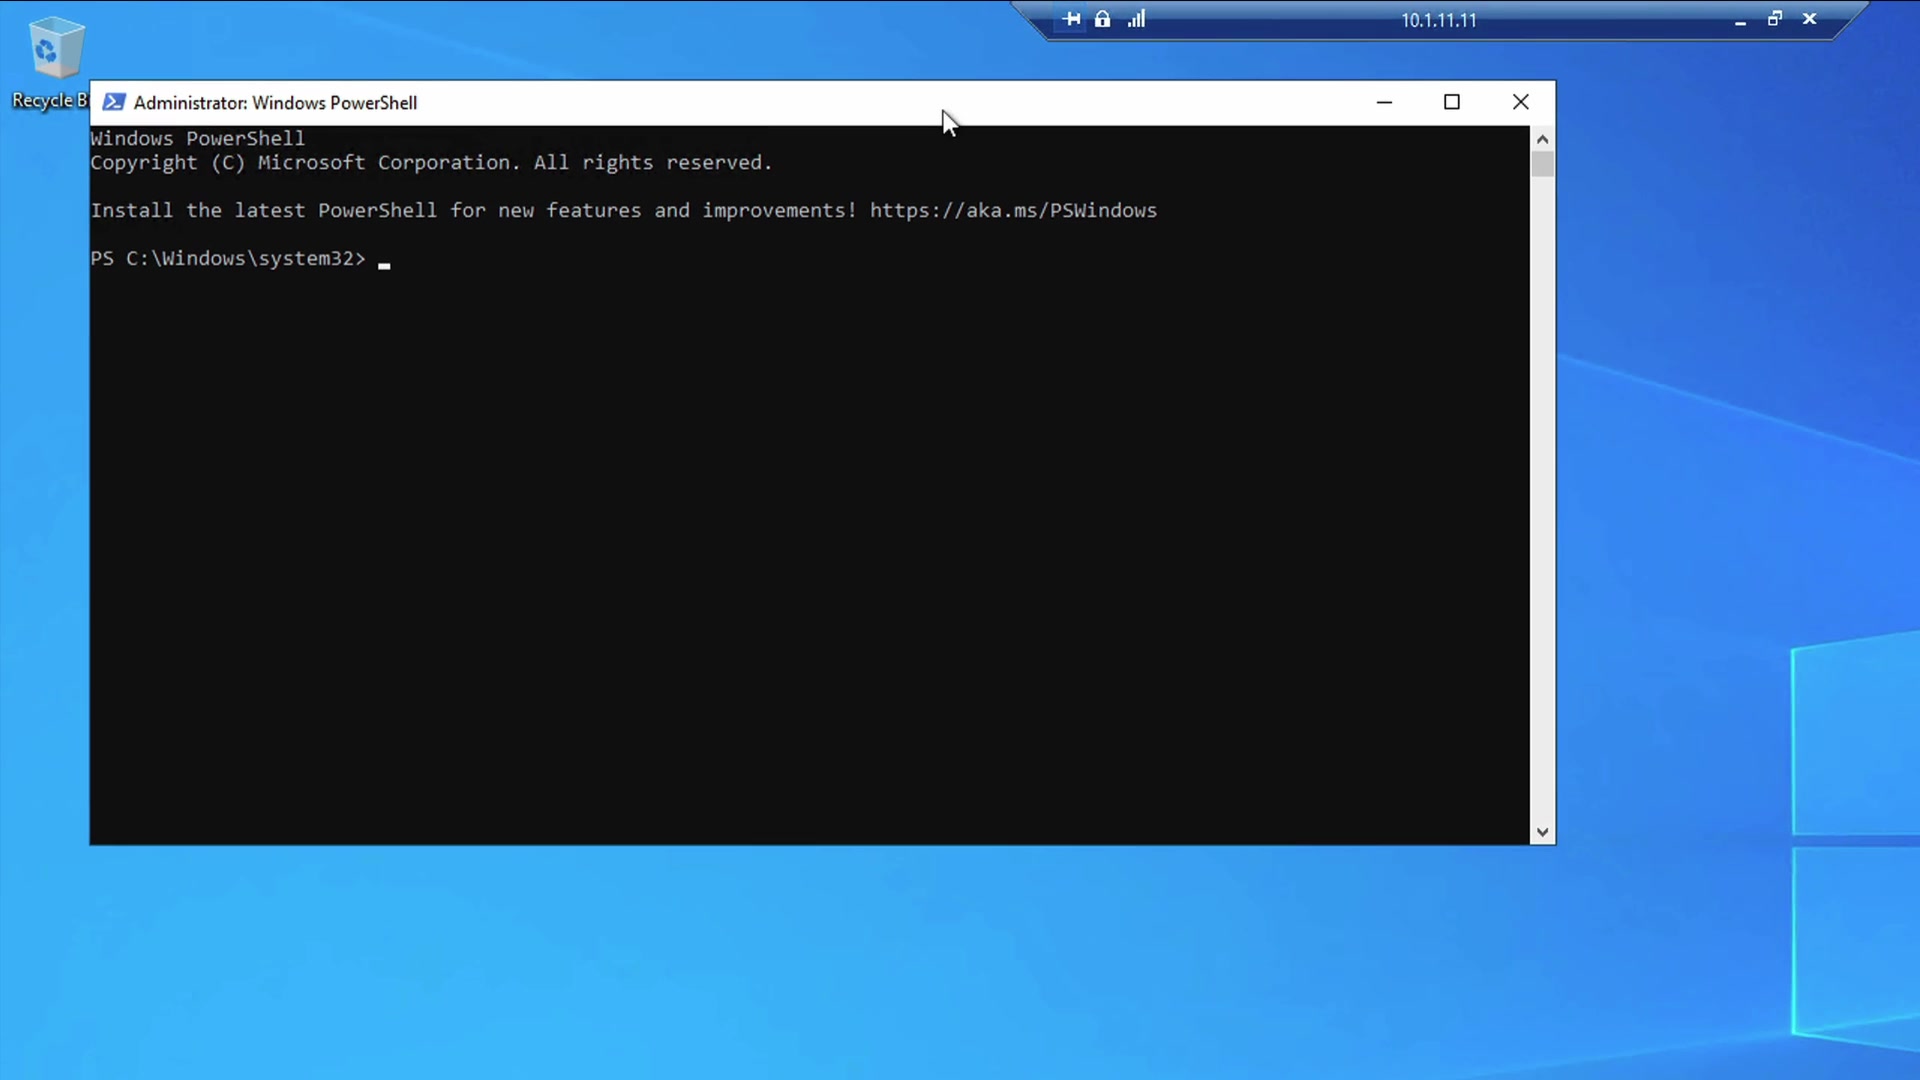 10.1.11.11
Recycle B
Administrator: Windows PowerShell
Windows PowerShell
Copyright (C) Microsoft Corporation. All rights reserved.
Install the latest PowerShell for new features and improvements! https://aka.ms/PSWindows
PS C:\Windows\system32>